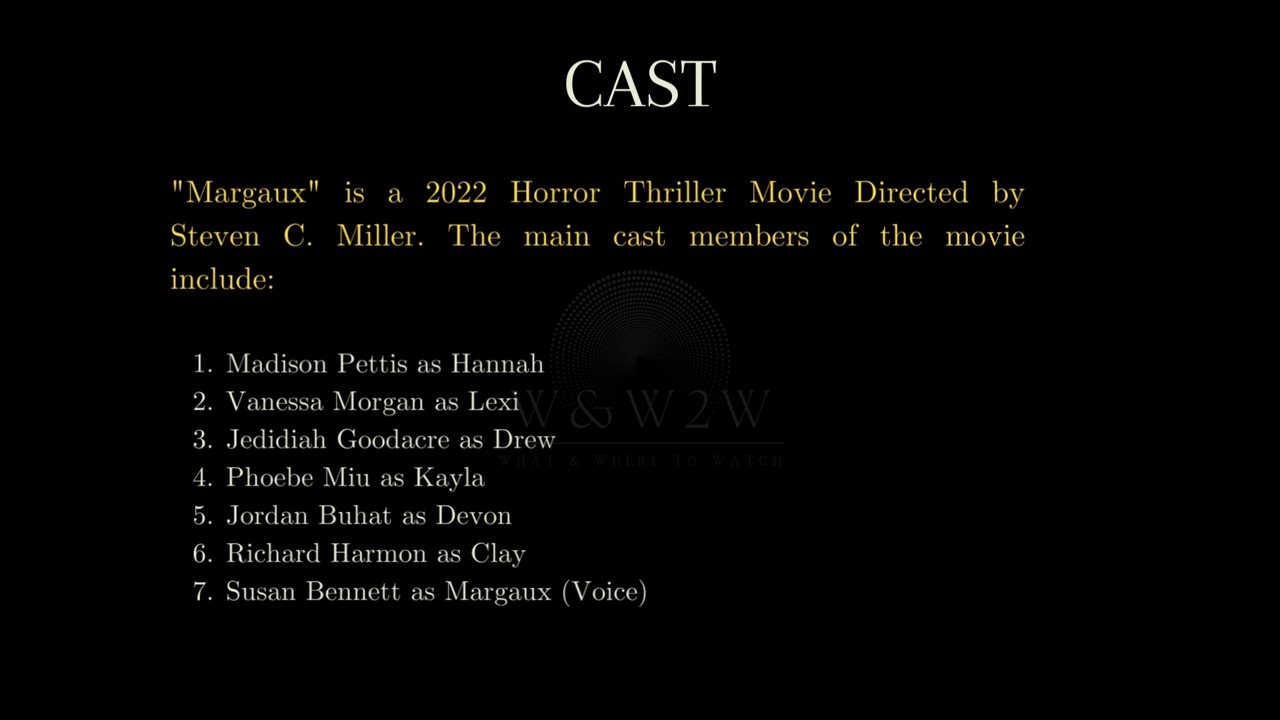 CAST
"Margaux" is a 2022 Horror Thriller Movie Directed by
Steven C. Miller. The main cast members of the movie
include:
1. Madison Pettis as Hannah
2. Vanessa Morgan as Lexi
3. Jedidiah Goodacre as Drew
4. Phoebe Miu as Kayla
5. Jordan Buhat as Devon
6. Richard Harmon as Clay
7. Susan Bennett as Margaux (Voice)
W&W2W
WHAT & WHERE TO WATCH